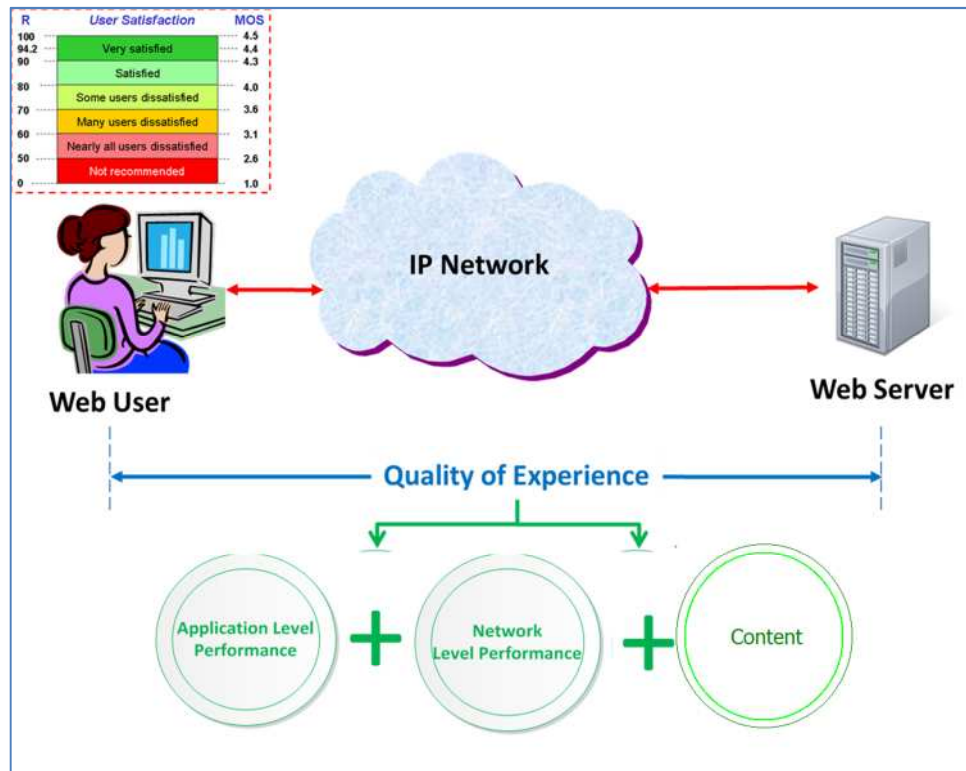 R User Satisfaction MOS
100 4.5
94.2 Very satisfied 4.4
90 4.3
Satisfied
80 4.0
Some users dissatisfied
70 3.6
Many users dissatisfied
60 3.1
Nearly all users dissatisfied
50 2.6
Not recommended
0 1.0
IP Network
Web User
Web Server
Quality of Experience
Application Level
Performance
+
Network
Level Performance
+
Content